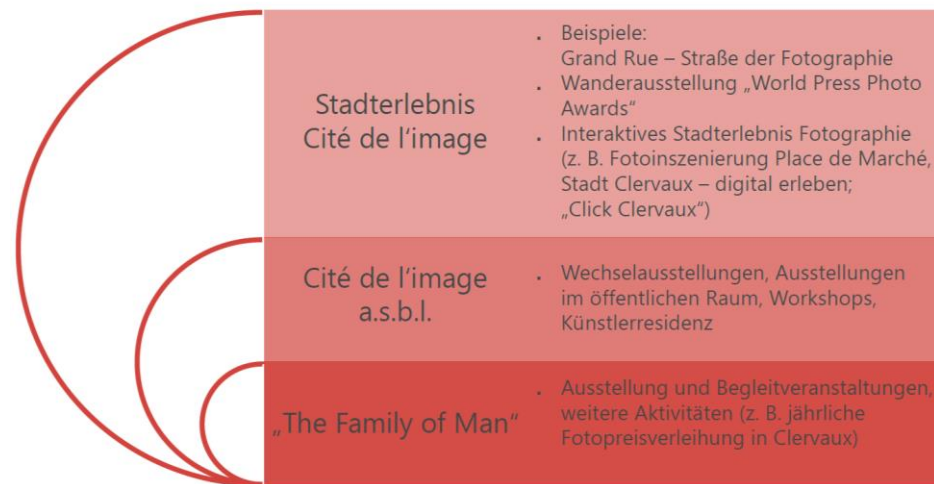 Stadterlebnis
Cité de l‘image
• Beispiele:
Grand Rue – Straße der Fotographie
• Wanderausstellung „World Press Photo
Awards“
• Interaktives Stadterlebnis Fotographie
(z. B. Fotoinszenierung Place de Marché,
Stadt Clervaux – digital erleben;
„Click Clervaux“)
Cité de l‘image
a.s.b.l.
• Wechselausstellungen, Ausstellungen
im öffentlichen Raum, Workshops,
Künstlerresidenz
„The Family of Man“
• Ausstellung und Begleitveranstaltungen,
weitere Aktivitäten (z. B. jährliche
Fotopreisverleihung in Clervaux)